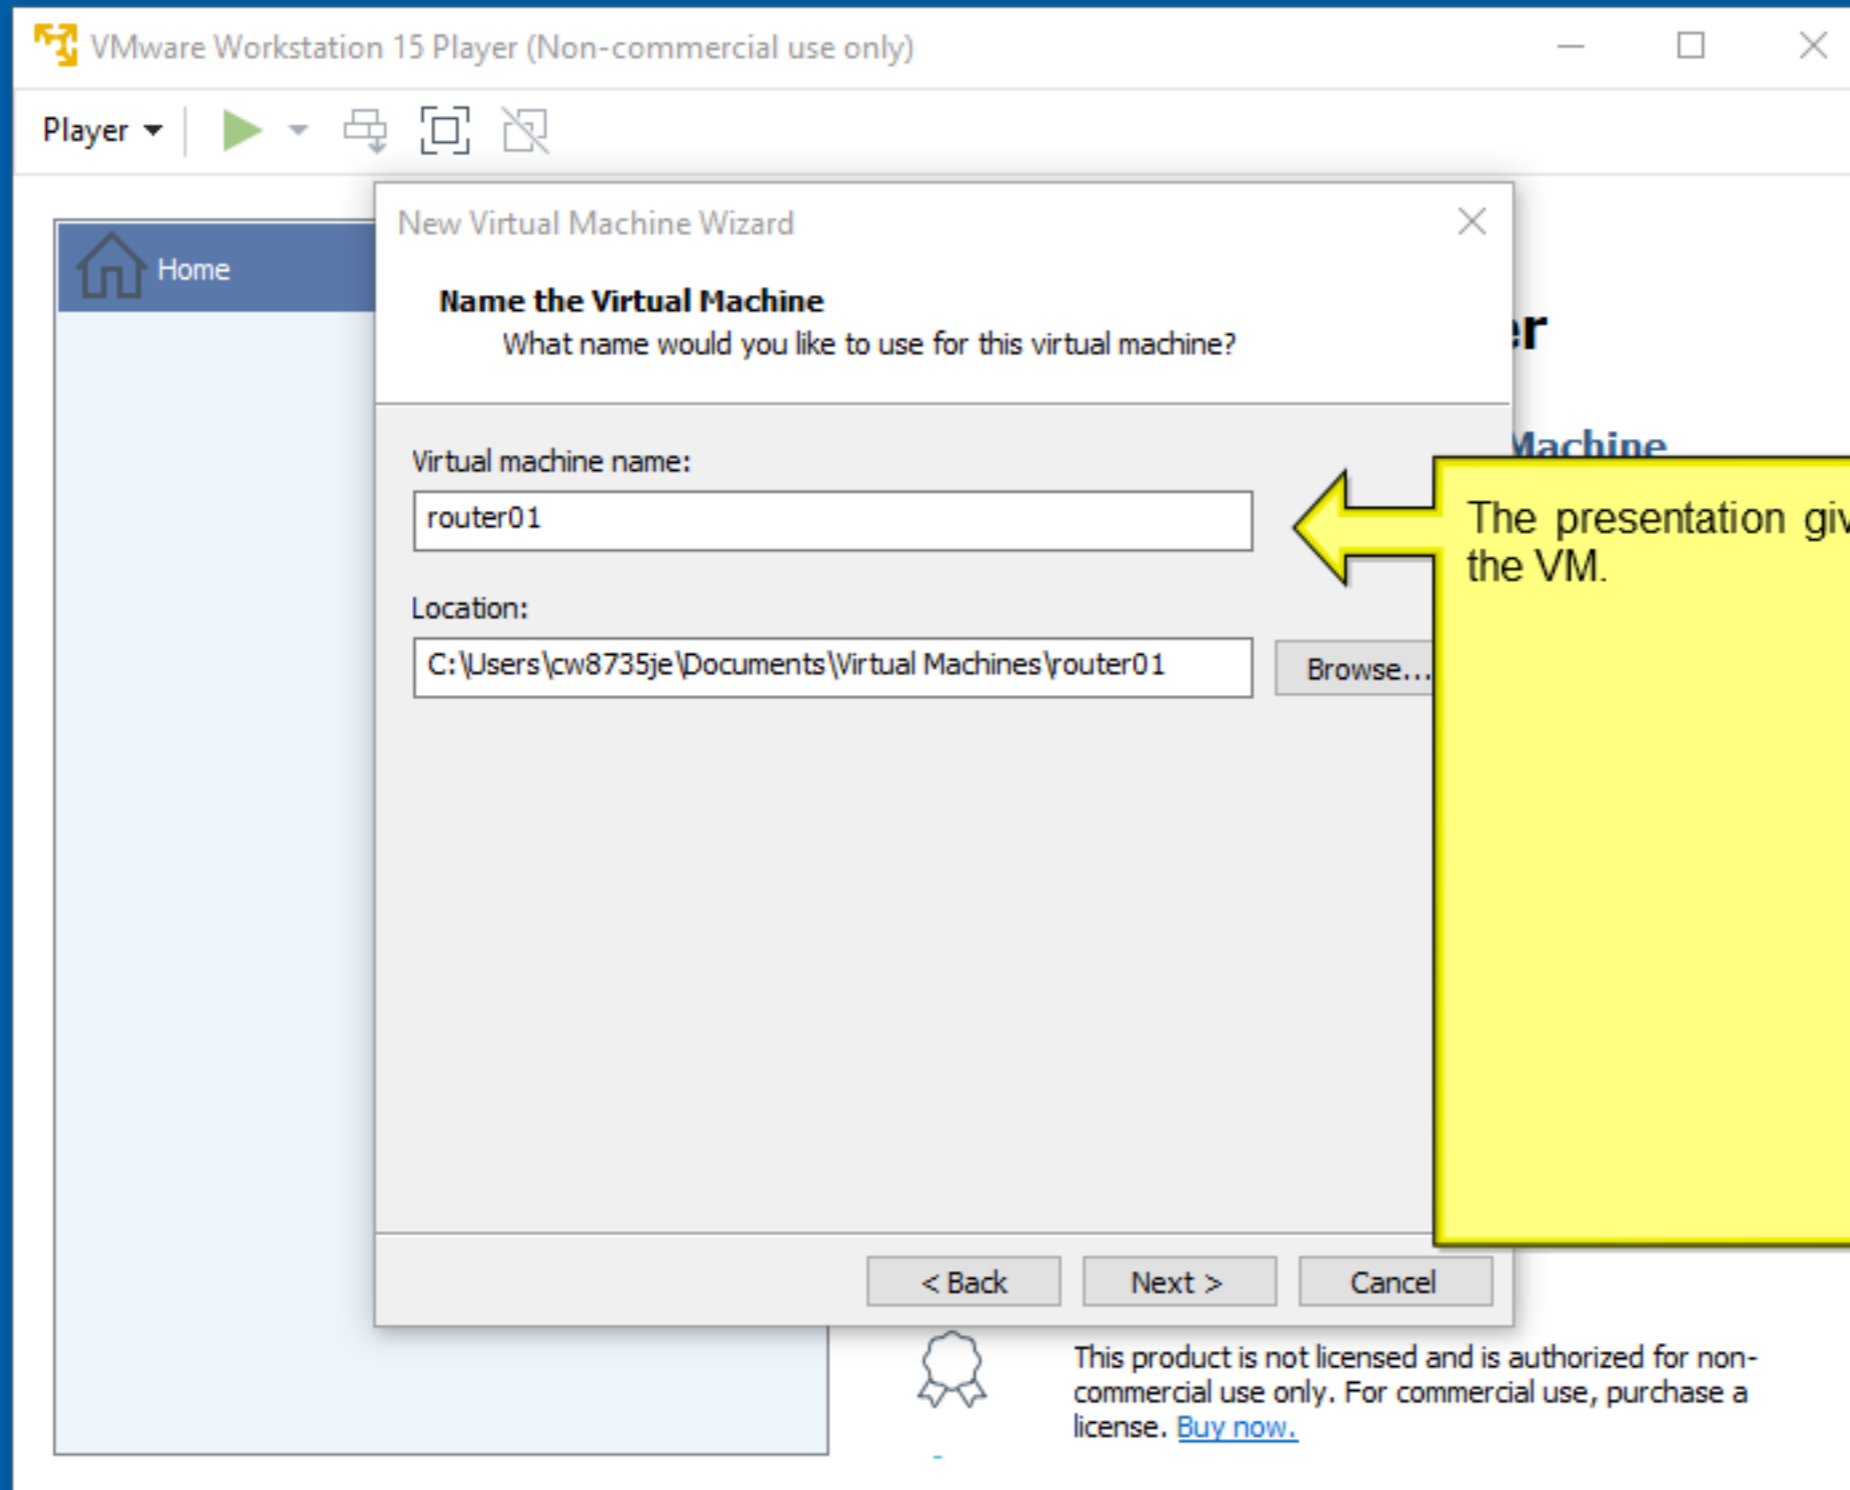 VMware Workstation 15 Player (Non-commercial use only)
Player
Home
New Virtual Machine Wizard
Name the Virtual Machine
What name would you like to use for this virtual machine?
Machine
Virtual machine name:
router01
The presentation
the VM.
Location:
C:\Users\cw8735je\Documents\Virtual Machines\router01
Browse...
< Back
Next >
Cancel
This product is not licensed and is authorized for non-
commercial use only. For commercial use, purchase a
license. Buy now.